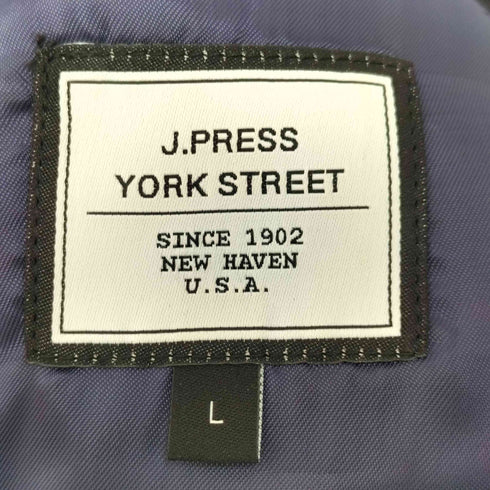 J.PRESS
YORK STREET
SINCE 1902
NEW HAVEN
U.S.A.
L